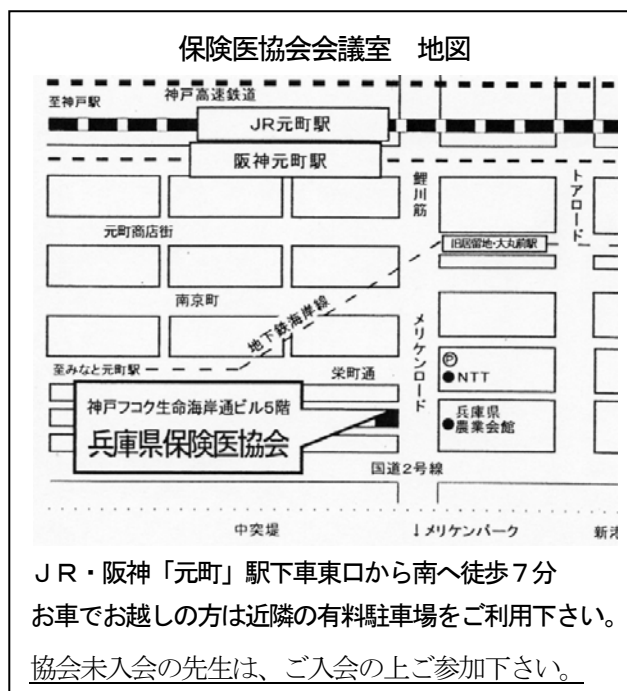 保険医協会会議室 地図
至神戸駅
神戸高速鉄道
JR元町駅
阪神元町駅
鯉川筋
トアロード
元町商店街
旧居留地・大丸前駅
南京町
地下鉄海岸線
メリケンロード
至みなと元町駅
栄町通
Ⓟ
●NTT
神戸フコク生命海岸通ビル5階
兵庫県保険医協会
●兵庫県
農業会館
国道2号線
中突堤
↓メリケンパーク
新港
JR・阪神「元町」駅下車東口から南へ徒歩7分
お車でお越しの方は近隣の有料駐車場をご利用下さい。
協会未入会の先生は、ご入会の上ご参加下さい。